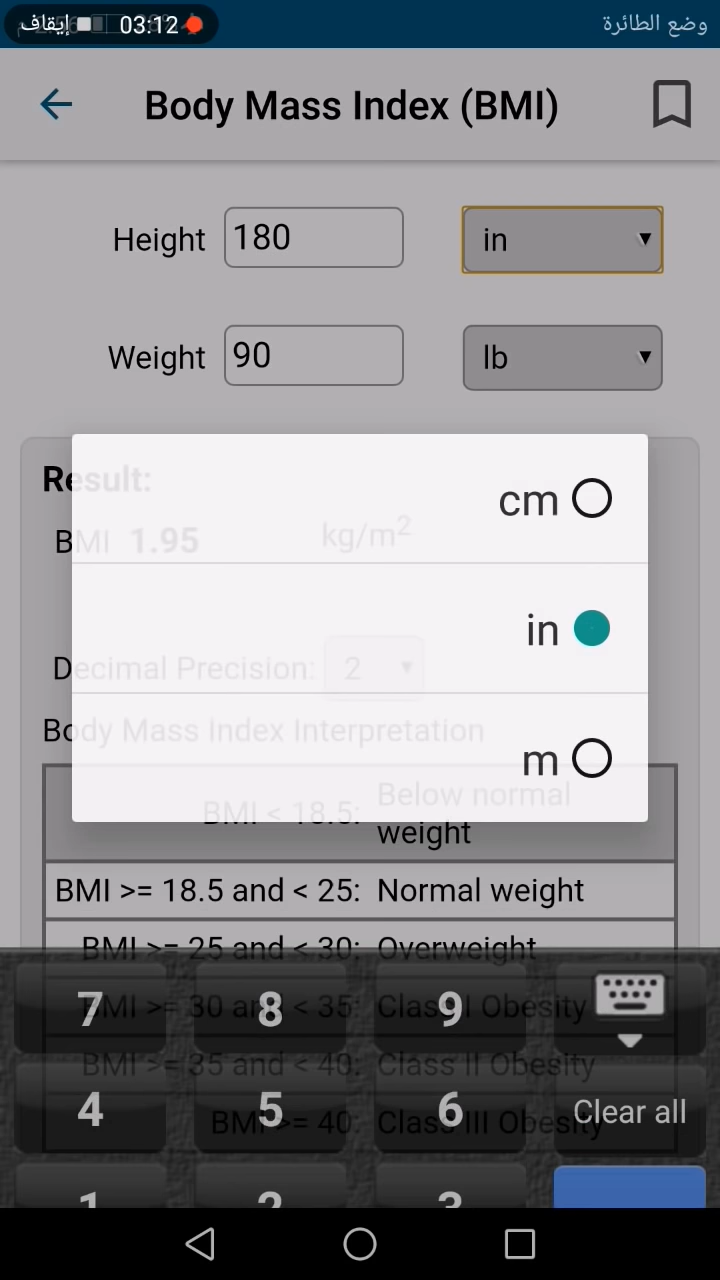 إيقاف 03:12
وضع الطائرة
Body Mass Index (BMI)
Height 180 in ▼
Weight 90 lb ▼
Result:
cm
BMI 1.95 kg/m²
in
Decimal Precision: 2 ▼
Body Mass Index Interpretation
m
BMI < 18.5: Below normal
weight
BMI >= 18.5 and < 25: Normal weight
BMI >= 25 and < 30: Overweight
BMI >= 30 and < 35: Class I Obesity
7 8 9
BMI >= 35 and < 40: Class II Obesity
4 5 6 Clear all
BMI >= 40: Class III Obesity
1 2 3